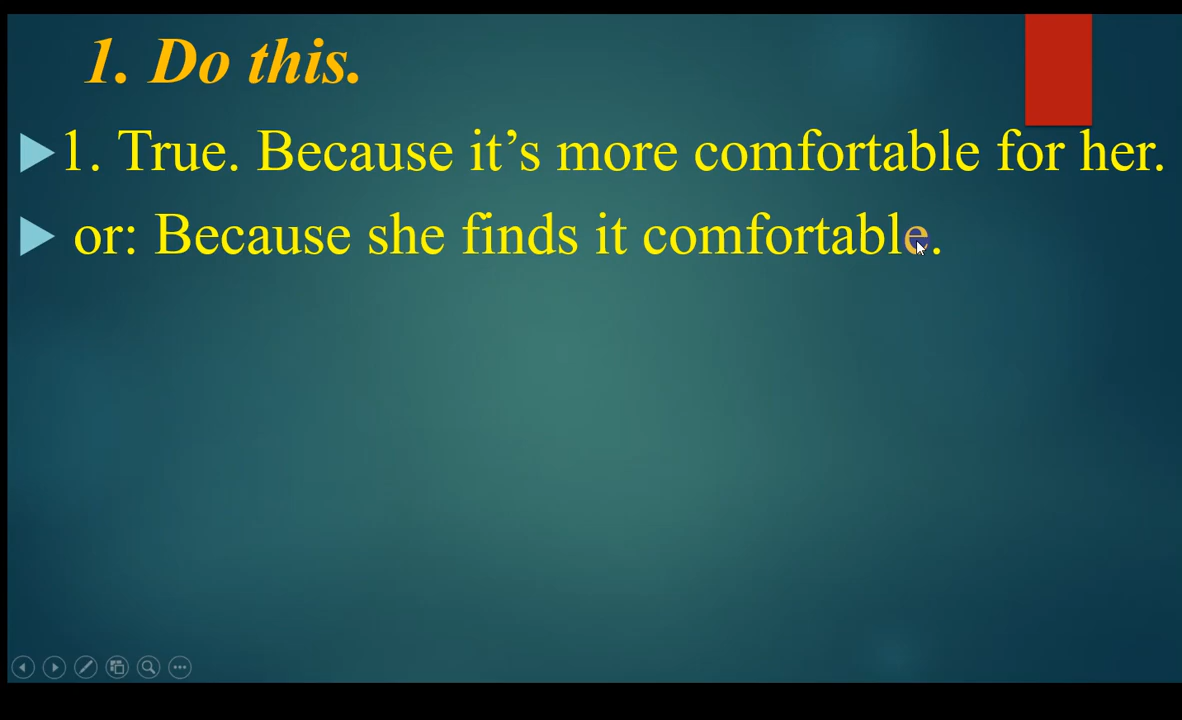 1. Do this.
1. True. Because it’s more comfortable for her.
or: Because she finds it comfortable.